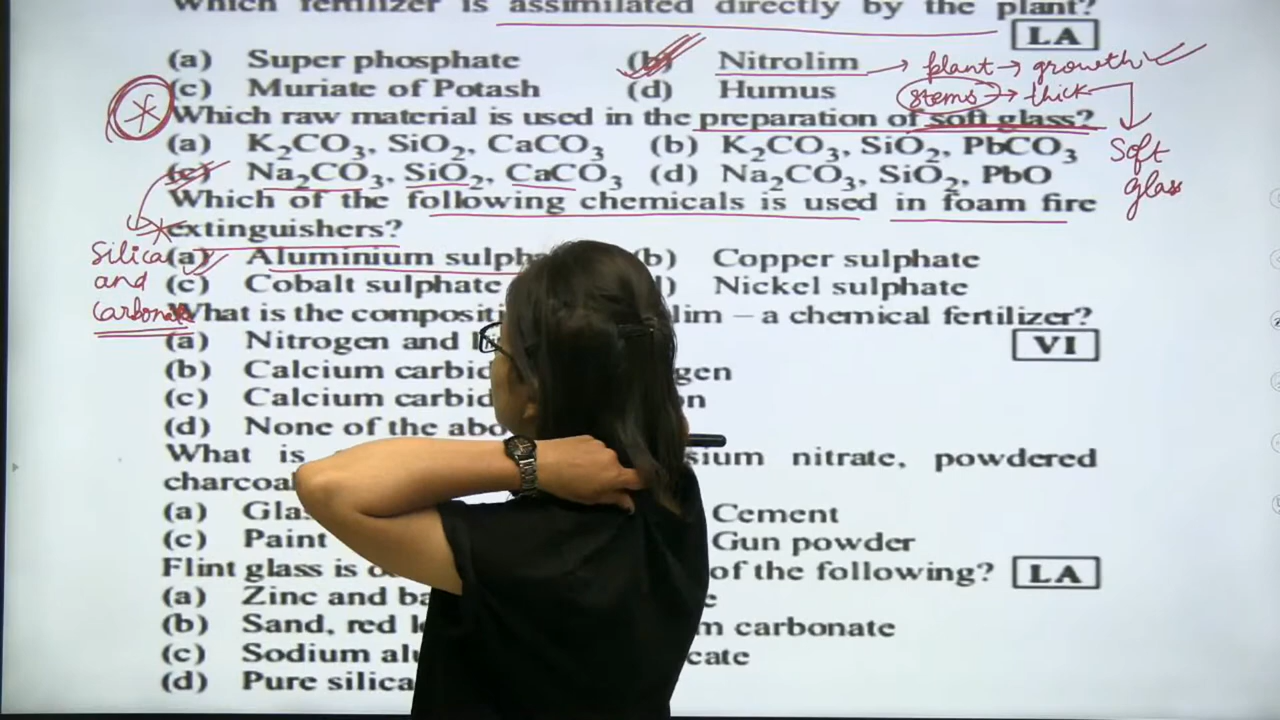 Which fertilizer is assimilated directly by the plant?
LA
(a) Super phosphate (b) Nitrolim → plant → growth
(c) Muriate of Potash (d) Humus stems → thick
Which raw material is used in the preparation of soft glass?
(a) K₂CO₃, SiO₂, CaCO₃ (b) K₂CO₃, SiO₂, PbCO₃
Soft
(c) Na₂CO₃, SiO₂, CaCO₃ (d) Na₂CO₃, SiO₂, PbO
glass
Which of the following chemicals is used in foam fire
extinguishers?
Silica
and
carbonate
(a) Aluminium sulph (b) Copper sulphate
(c) Cobalt sulphate Nickel sulphate
What is the compositi lim – a chemical fertilizer?
(a) Nitrogen and VI
(b) Calcium carbid gen
(c) Calcium carbid n
(d) None of the abo
What is sium nitrate, powdered
charcoal
(a) Gla Cement
(c) Paint Gun powder
Flint glass is of the following? LA
(a) Zinc and ba e
(b) Sand, red l m carbonate
(c) Sodium alu cate
(d) Pure silica